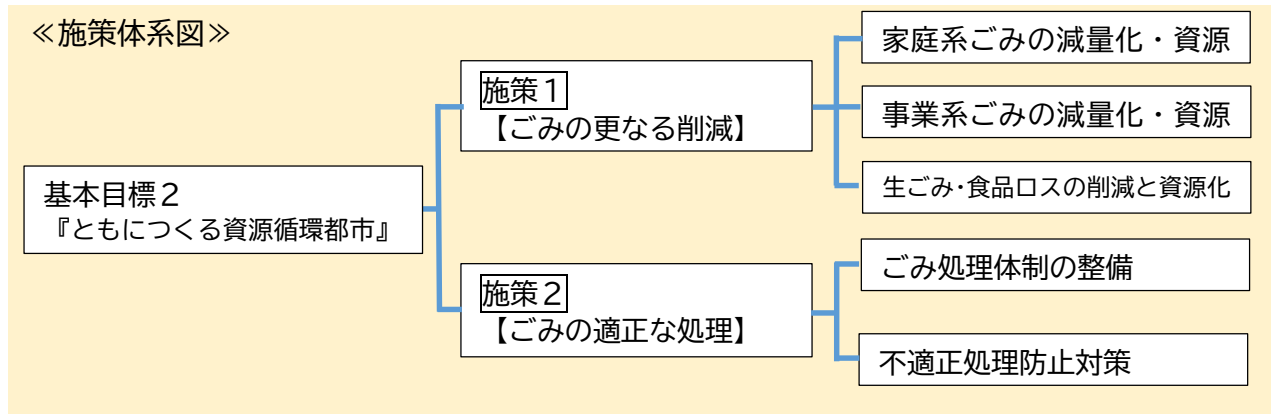 ≪施策体系図≫
基本目標2
『ともにつくる資源循環都市』
施策1
【ごみの更なる削減】
家庭系ごみの減量化・資源
事業系ごみの減量化・資源
生ごみ・食品ロスの削減と資源化
施策2
【ごみの適正な処理】
ごみ処理体制の整備
不適正処理防止対策